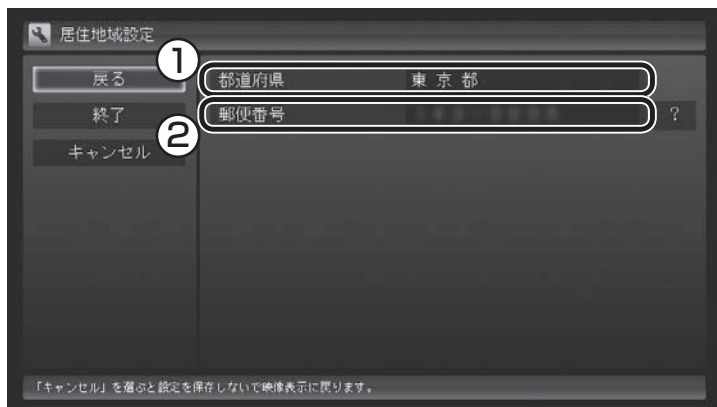 居住地域設定
①
戻る
都道府県 東京都
終了
郵便番号 ?
②
キャンセル
「キャンセル」を選ぶと設定を保存しないで映像表示に戻ります。